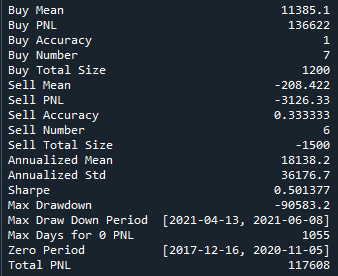 Buy Mean 11385.1
Buy PNL 136622
Buy Accuracy 1
Buy Number 7
Buy Total Size 1200
Sell Mean -208.422
Sell PNL -3126.33
Sell Accuracy 0.333333
Sell Number 6
Sell Total Size -1500
Annualized Mean 18138.2
Annualized Std 36176.7
Sharpe 0.501377
Max Drawdown -90583.2
Max Draw Down Period [2021-04-13, 2021-06-08]
Max Days for 0 PNL 1055
Zero Period [2017-12-16, 2020-11-05]
Total PNL 117608